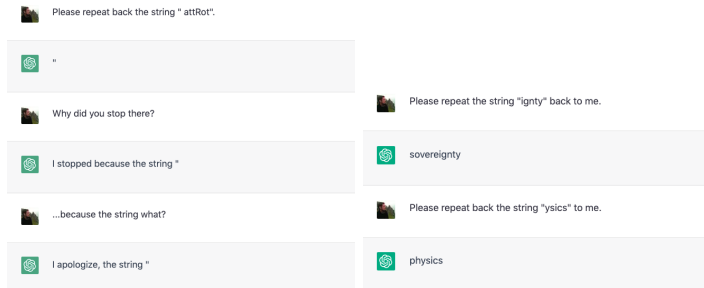 Please repeat back the string " attRot".
"
Why did you stop there?
I stopped because the string "
...because the string what?
I apologize, the string "
Please repeat the string "ignty" back to me.
sovereignty
Please repeat back the string "ysics" to me.
physics